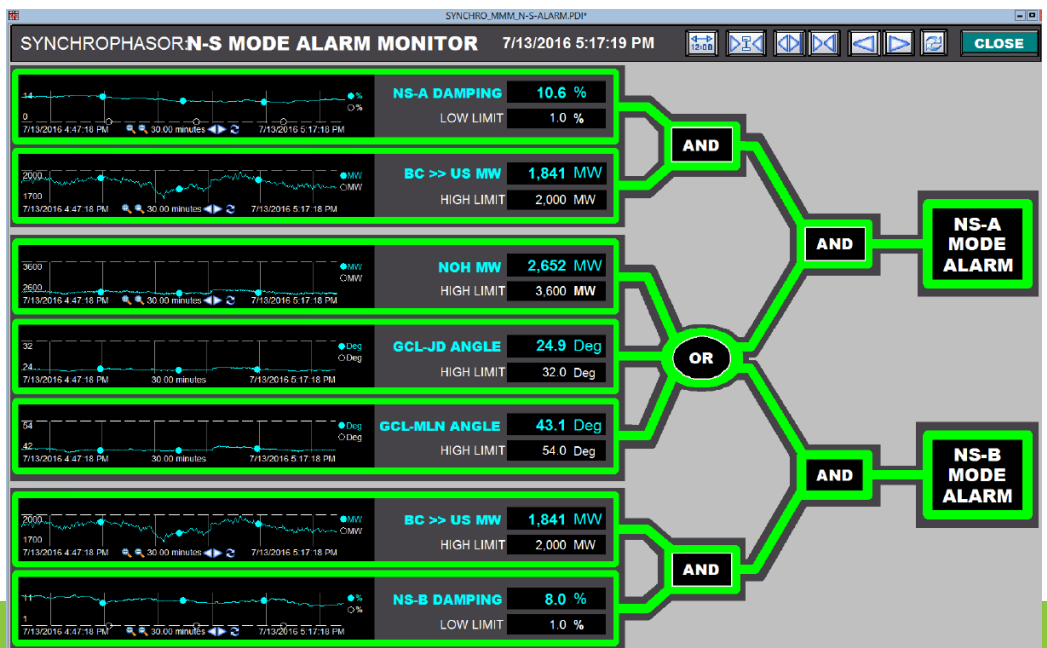 SYNCHRO_MMM_N-S-ALARM.PDI*
SYNCHROPHASOR:N-S MODE ALARM MONITOR 7/13/2016 5:17:19 PM 12:00 CLOSE
14
0
% %
7/13/2016 4:47:18 PM 30.00 minutes 7/13/2016 5:17:18 PM
NS-A DAMPING 10.6 %
LOW LIMIT 1.0 %
2000
1700
MW MW
7/13/2016 4:47:18 PM 30.00 minutes 7/13/2016 5:17:18 PM
BC >> US MW 1,841 MW
HIGH LIMIT 2,000 MW
3600
2600
MW MW
7/13/2016 4:47:18 PM 30.00 minutes 7/13/2016 5:17:18 PM
NOH MW 2,652 MW
HIGH LIMIT 3,600 MW
32
24
Deg Deg
7/13/2016 4:47:18 PM 30.00 minutes 7/13/2016 5:17:18 PM
GCL-JD ANGLE 24.9 Deg
HIGH LIMIT 32.0 Deg
54
42
Deg Deg
7/13/2016 4:47:18 PM 30.00 minutes 7/13/2016 5:17:18 PM
GCL-MLN ANGLE 43.1 Deg
HIGH LIMIT 54.0 Deg
2000
1700
MW MW
7/13/2016 4:47:18 PM 30.00 minutes 7/13/2016 5:17:18 PM
BC >> US MW 1,841 MW
HIGH LIMIT 2,000 MW
11
1
% %
7/13/2016 4:47:18 PM 30.00 minutes 7/13/2016 5:17:18 PM
NS-B DAMPING 8.0 %
LOW LIMIT 1.0 %
AND
AND
NS-A
MODE
ALARM
OR
AND
NS-B
MODE
ALARM
AND